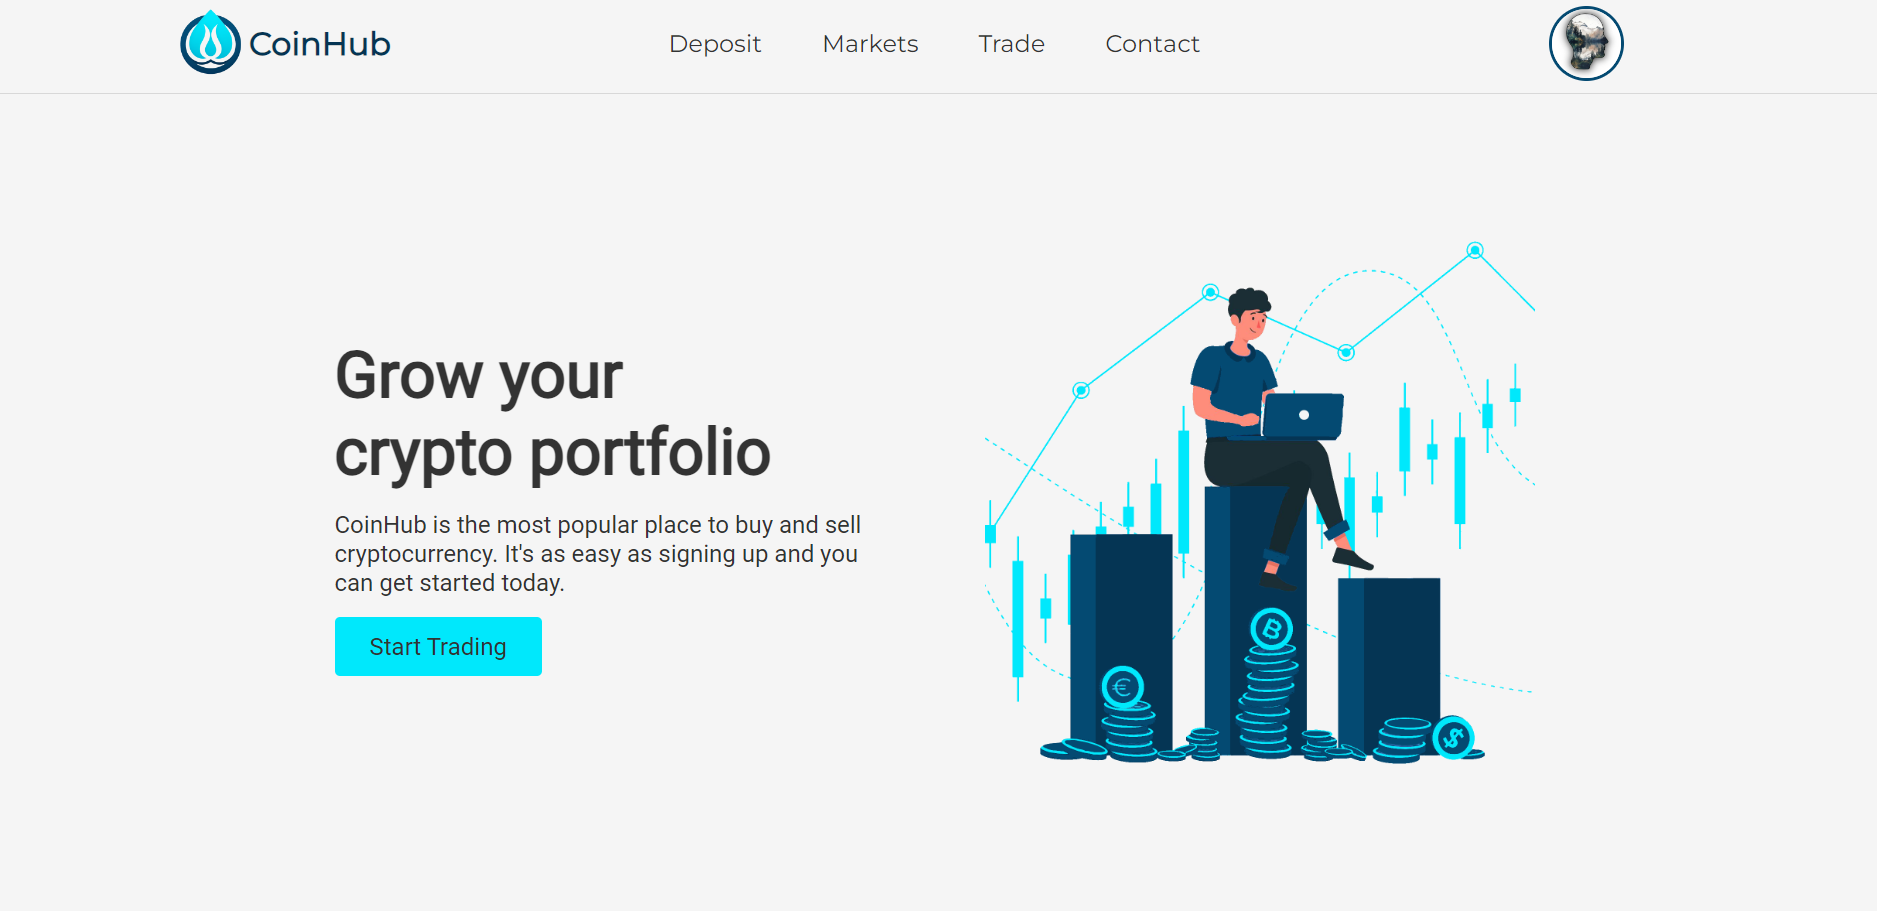 CoinHub
Deposit
Markets
Trade
Contact
Grow your
crypto portfolio
CoinHub is the most popular place to buy and sell
cryptocurrency. It's as easy as signing up and you
can get started today.
Start Trading